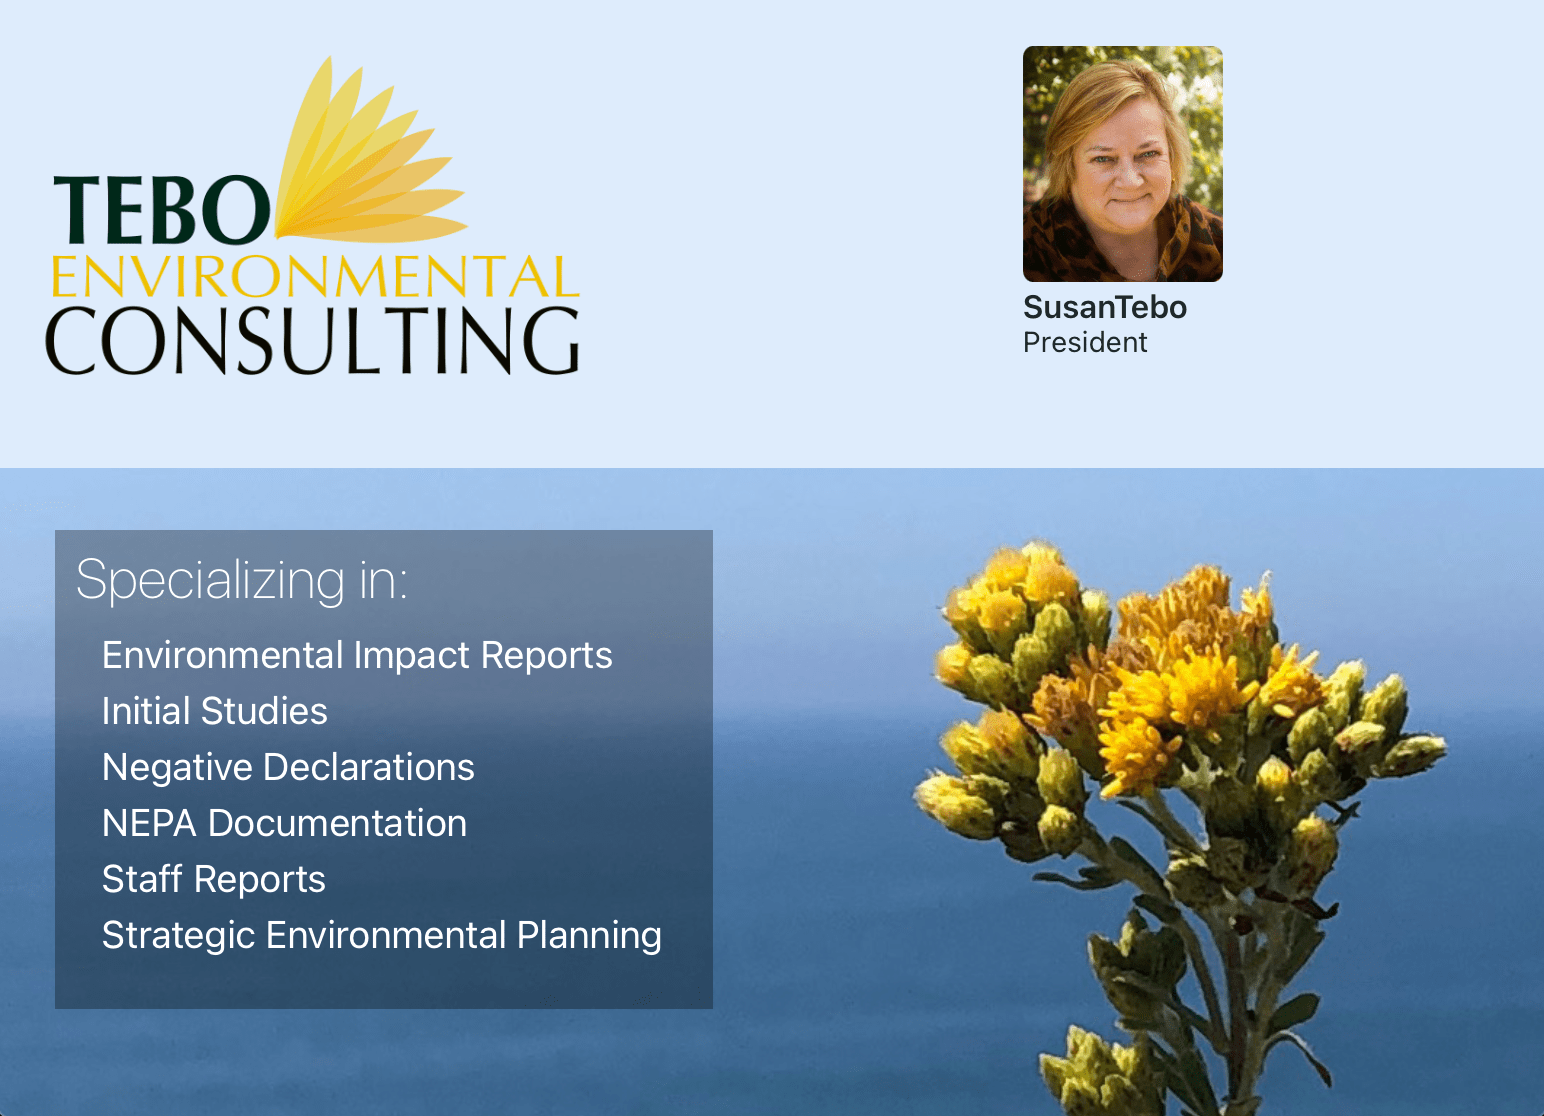 TEBO
ENVIRONMENTAL
CONSULTING
SusanTebo
President
Specializing in:
Environmental Impact Reports
Initial Studies
Negative Declarations
NEPA Documentation
Staff Reports
Strategic Environmental Planning